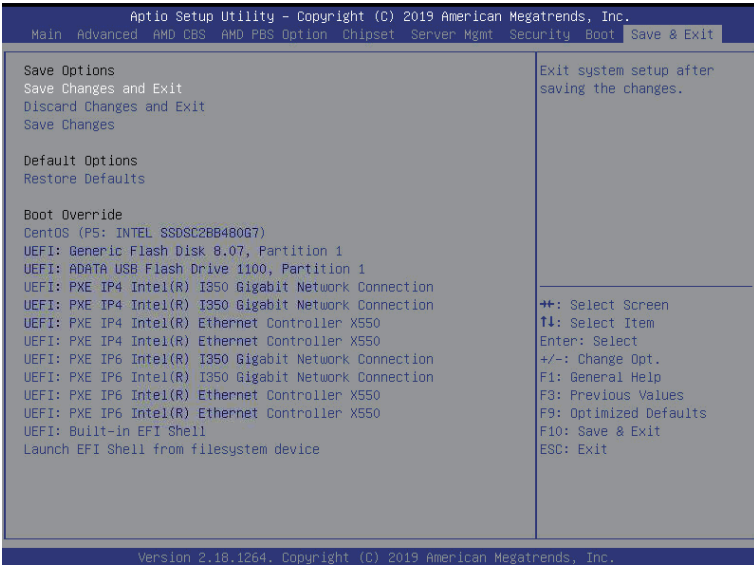 Aptio Setup Utility – Copyright (C) 2019 American Megatrends, Inc.
Main Advanced AMD CBS AMD PBS Option Chipset Server Mgmt Security Boot Save & Exit
Save Options
Save Changes and Exit
Discard Changes and Exit
Save Changes
Default Options
Restore Defaults
Boot Override
CentOS (P5: INTEL SSDSC2BB480G7)
UEFI: Generic Flash Disk 8.07, Partition 1
UEFI: ADATA USB Flash Drive 1100, Partition 1
UEFI: PXE IP4 Intel(R) I350 Gigabit Network Connection
UEFI: PXE IP4 Intel(R) I350 Gigabit Network Connection
UEFI: PXE IP4 Intel(R) Ethernet Controller X550
UEFI: PXE IP4 Intel(R) Ethernet Controller X550
UEFI: PXE IP6 Intel(R) I350 Gigabit Network Connection
UEFI: PXE IP6 Intel(R) I350 Gigabit Network Connection
UEFI: PXE IP6 Intel(R) Ethernet Controller X550
UEFI: PXE IP6 Intel(R) Ethernet Controller X550
UEFI: Built-in EFI Shell
Launch EFI Shell from filesystem device
Exit system setup after
saving the changes.
→←: Select Screen
↑↓: Select Item
Enter: Select
+/-: Change Opt.
F1: General Help
F3: Previous Values
F9: Optimized Defaults
F10: Save & Exit
ESC: Exit
Version 2.18.1264. Copyright (C) 2019 American Megatrends, Inc.